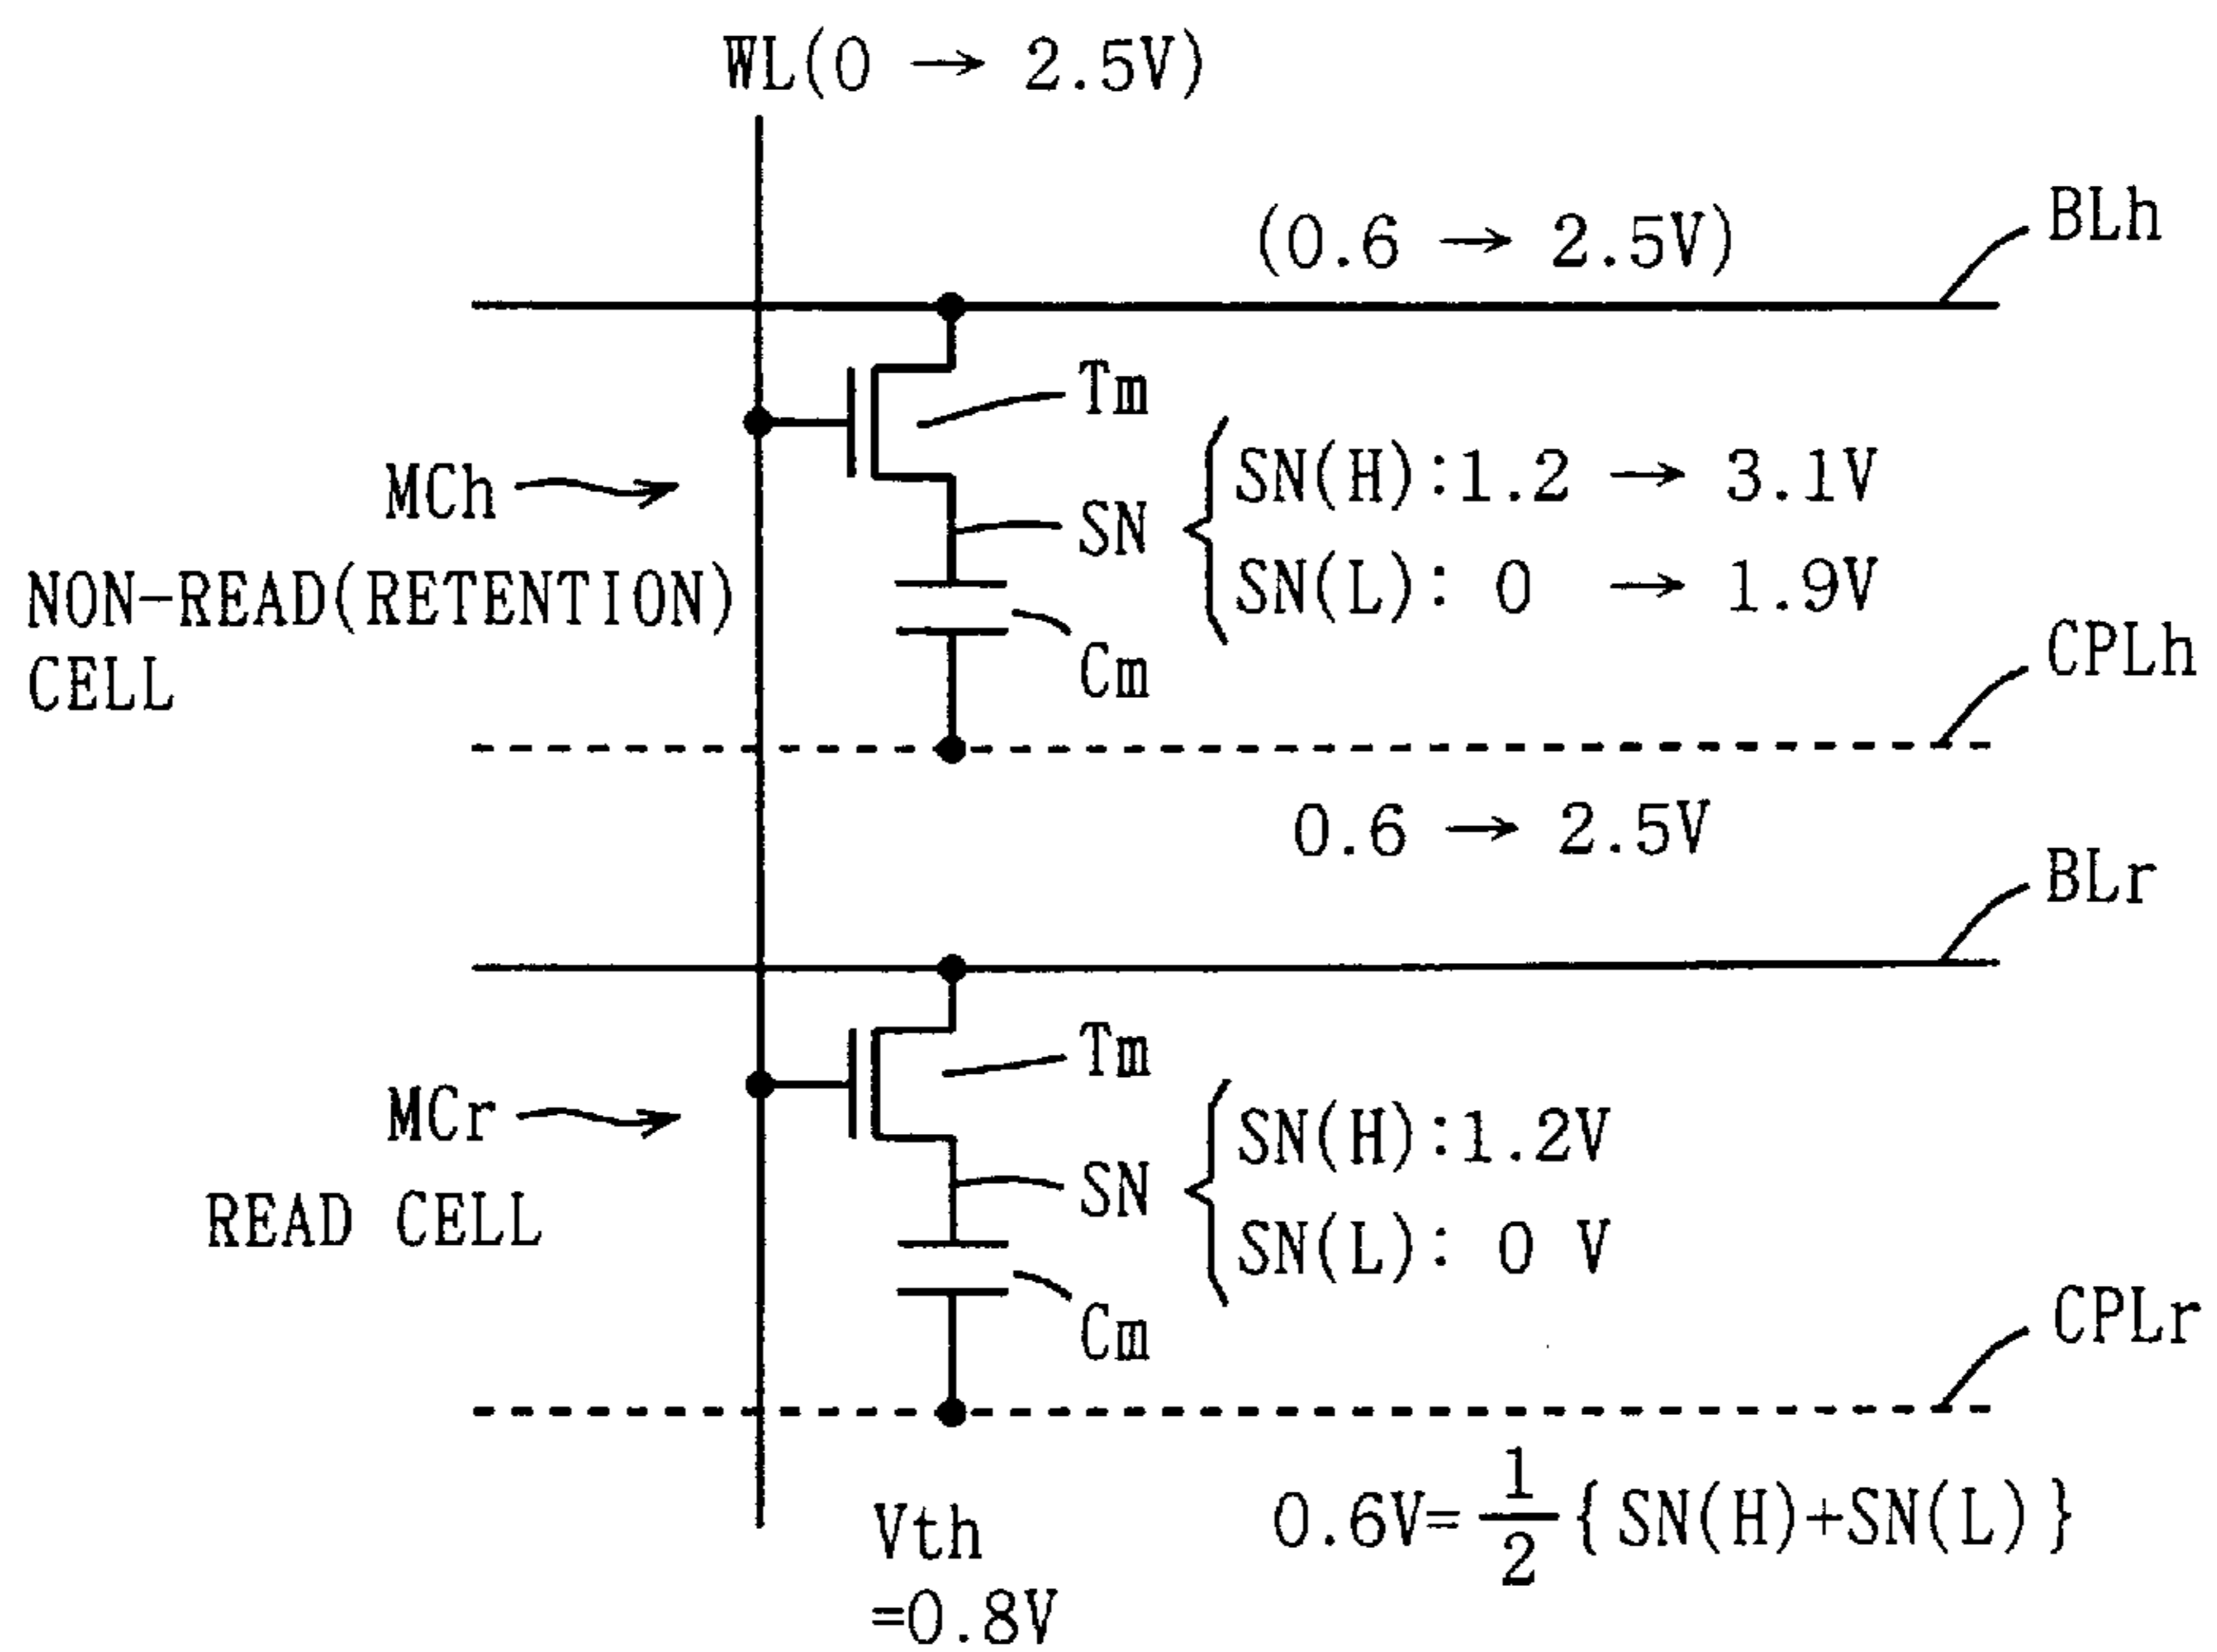 WL(0 → 2.5V)
(0.6 → 2.5V)
BLh
Tm
MCh
SN
SN(H):1.2 → 3.1V
SN(L): 0 → 1.9V
NON-READ(RETENTION)
CELL
Cm
CPLh
0.6 → 2.5V
BLr
Tm
MCr
SN
SN(H):1.2V
SN(L): 0 V
READ CELL
Cm
CPLr
Vth
=0.8V
0.6V= 1/2 {SN(H)+SN(L)}